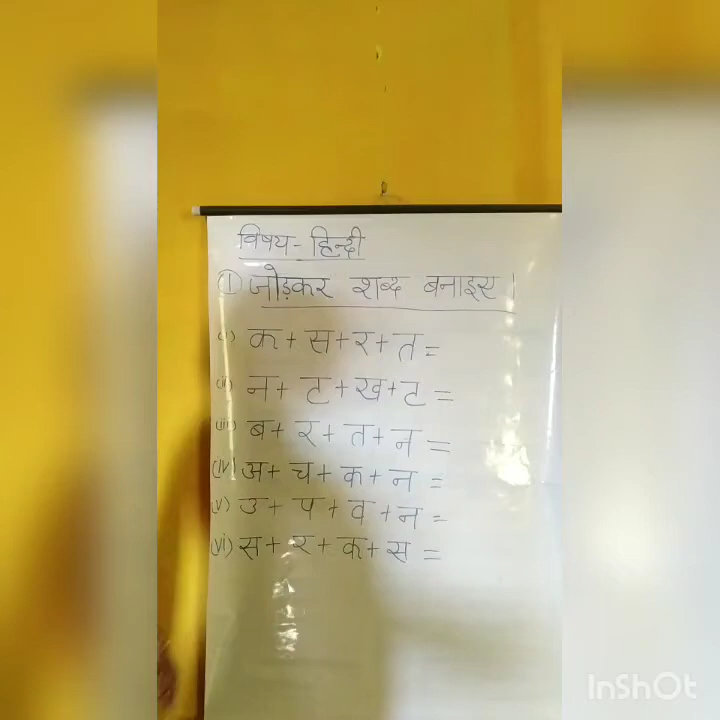 विषय - हिन्दी
① जोड़कर शब्द बनाइए।
(i) क + स + र + त =
(ii) न + ट + ख + ट =
(iii) ब + र + त + न =
(iv) अ + च + क + न =
(v) उ + प + व + न =
(vi) स + र + क + स =
InShOt